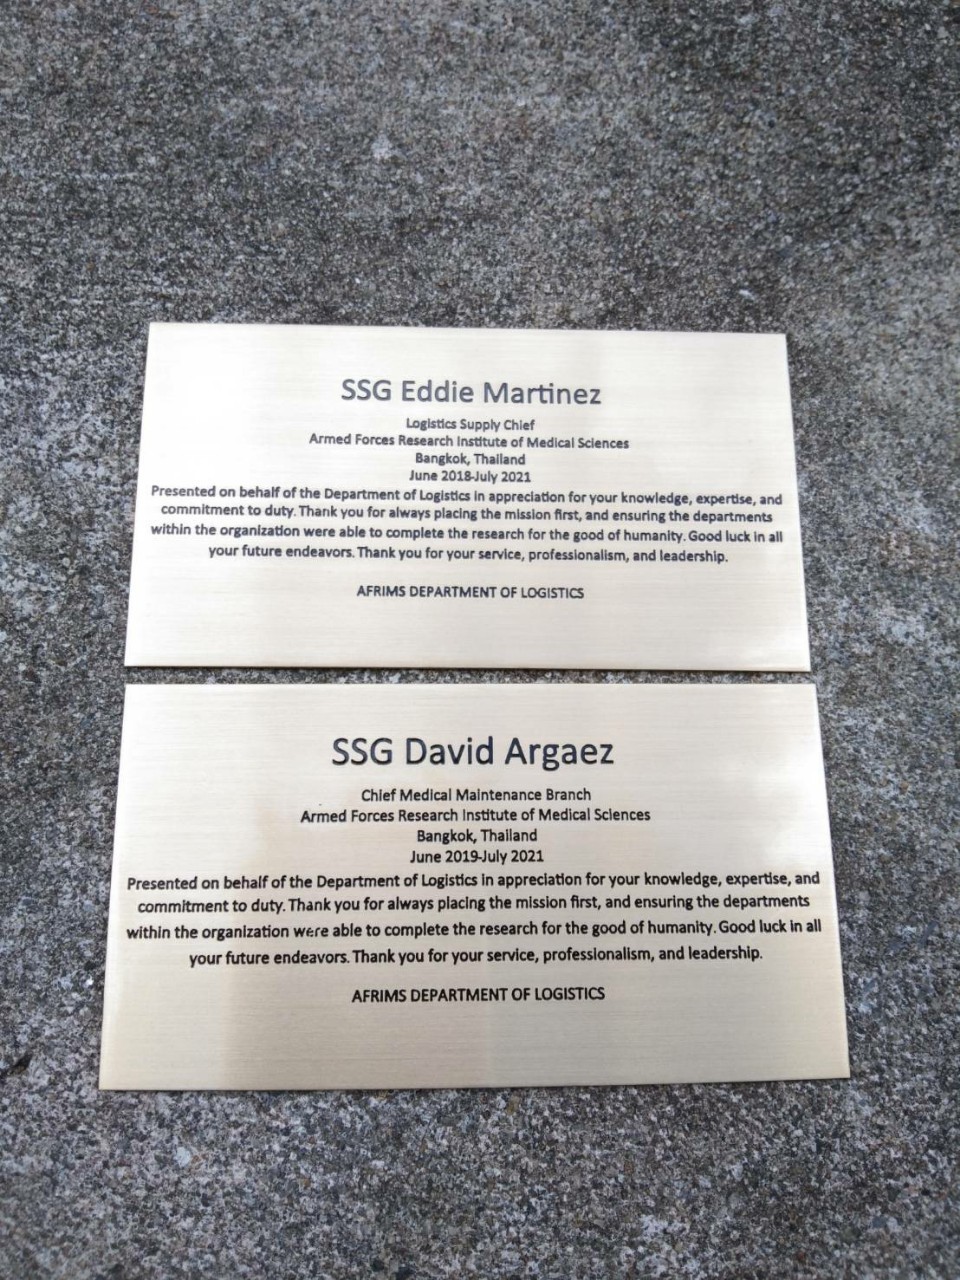 SSG Eddie Martinez
Logistics Supply Chief
Armed Forces Research Institute of Medical Sciences
Bangkok, Thailand
June 2018-July 2021
Presented on behalf of the Department of Logistics in appreciation for your knowledge, expertise, and
commitment to duty. Thank you for always placing the mission first, and ensuring the departments
within the organization were able to complete the research for the good of humanity. Good luck in all
your future endeavors. Thank you for your service, professionalism, and leadership.
AFRIMS DEPARTMENT OF LOGISTICS
SSG David Argaez
Chief Medical Maintenance Branch
Armed Forces Research Institute of Medical Sciences
Bangkok, Thailand
June 2019-July 2021
Presented on behalf of the Department of Logistics in appreciation for your knowledge, expertise, and
commitment to duty. Thank you for always placing the mission first, and ensuring the departments
within the organization were able to complete the research for the good of humanity. Good luck in all
your future endeavors. Thank you for your service, professionalism, and leadership.
AFRIMS DEPARTMENT OF LOGISTICS